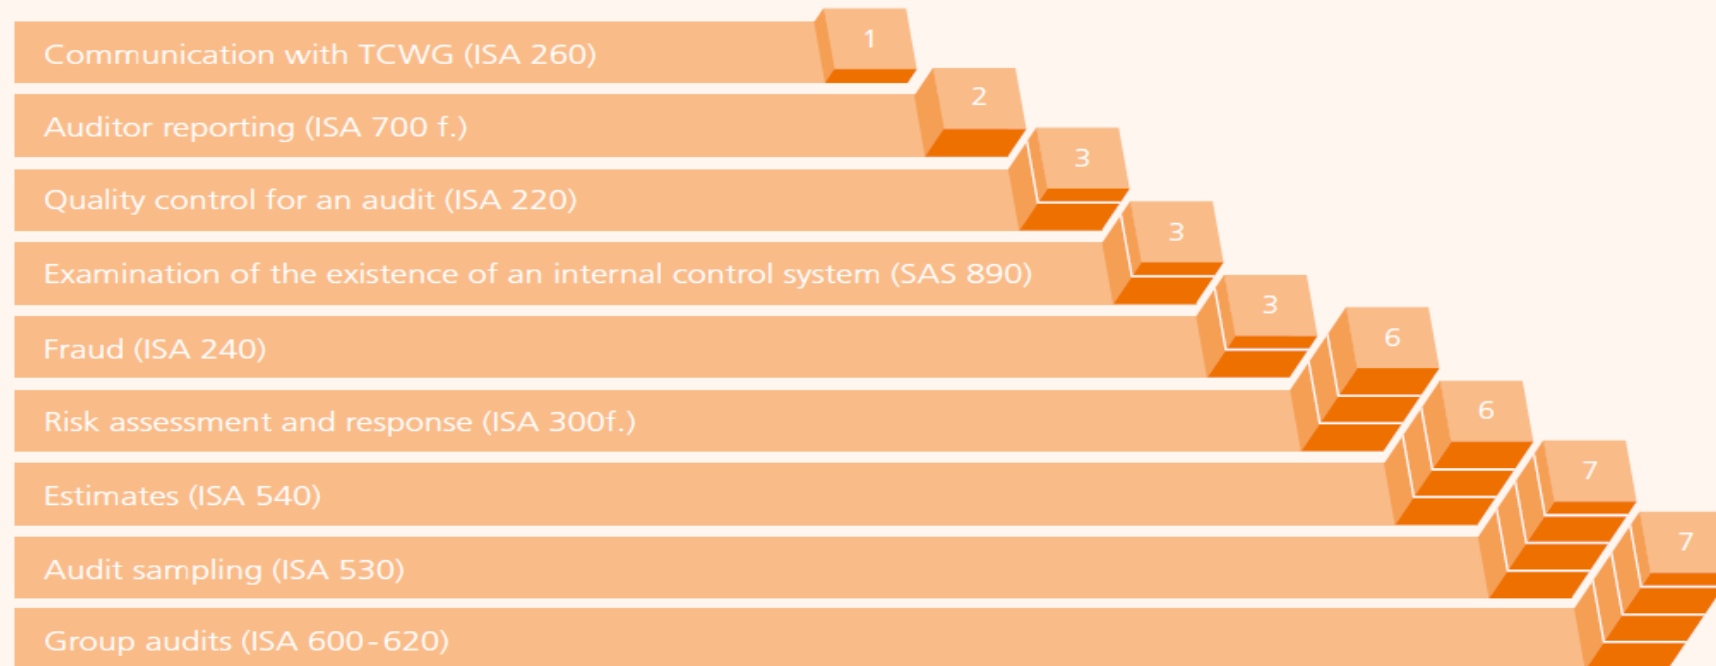 Communication with TCWG (ISA 260) 1
Auditor reporting (ISA 700 f.) 2
Quality control for an audit (ISA 220) 3
Examination of the existence of an internal control system (SAS 890) 3
Fraud (ISA 240) 3
Risk assessment and response (ISA 300f.) 6
Estimates (ISA 540) 6
Audit sampling (ISA 530) 7
Group audits (ISA 600-620) 7